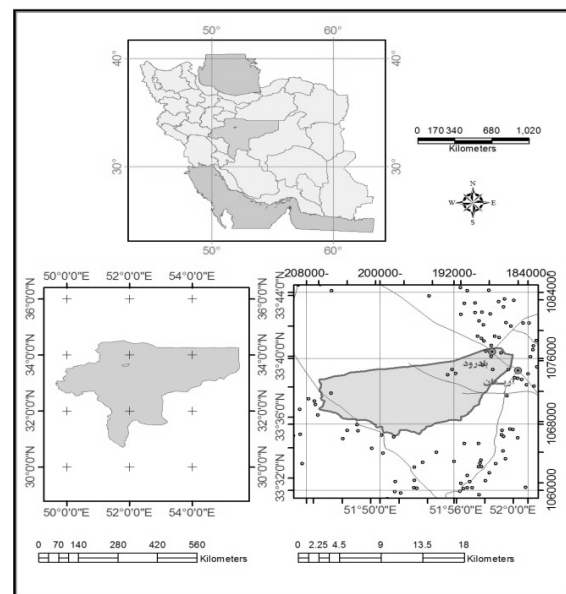 50° 60°
40° 40°
30° 30°
50° 60°
0 170 340 680 1,020
Kilometers
N
W E
S
50°0'0"E 52°0'0"E 54°0'0"E
36°0'0"N 36°0'0"N
34°0'0"N 34°0'0"N
32°0'0"N 32°0'0"N
30°0'0"N 30°0'0"N
50°0'0"E 52°0'0"E 54°0'0"E
0 70 140 280 420 560
Kilometers
208000- 200000- 192000- 184000
33°44'0"N 1084000
33°40'0"N 1076000
33°36'0"N 1068000
33°32'0"N 1060000
51°50'0"E 51°56'0"E 52°0'0"E
0 2.25 4.5 9 13.5 18
Kilometers